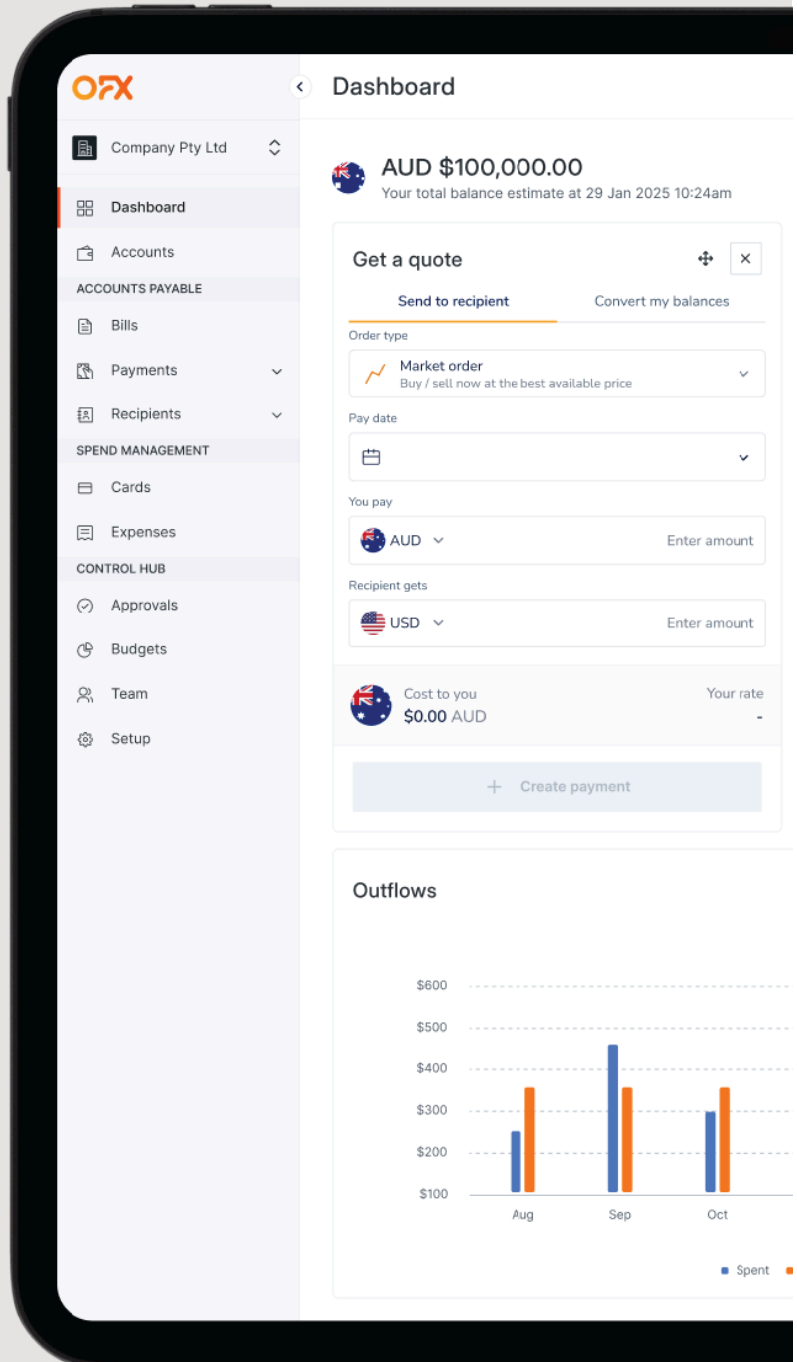 OFX
Dashboard
Company Pty Ltd
Dashboard
Accounts
ACCOUNTS PAYABLE
Bills
Payments
Recipients
SPEND MANAGEMENT
Cards
Expenses
CONTROL HUB
Approvals
Budgets
Team
Setup
AUD $100,000.00
Your total balance estimate at 29 Jan 2025 10:24am
Get a quote
Send to recipient
Convert my balances
Order type
Market order
Buy / sell now at the best available price
Pay date
You pay
AUD
Enter amount
Recipient gets
USD
Enter amount
Cost to you
Your rate
$0.00 AUD
-
+ Create payment
Outflows
$600
$500
$400
$300
$200
$100
Aug
Sep
Oct
Spent